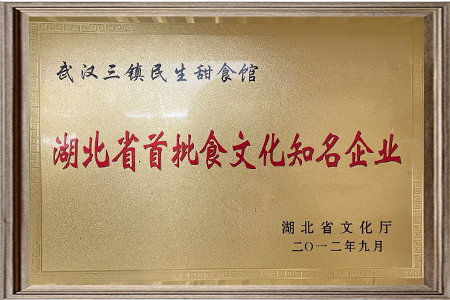 武汉三镇民生甜食馆
湖北省首批食文化知名企业
湖北省文化厅
二〇一二年九月